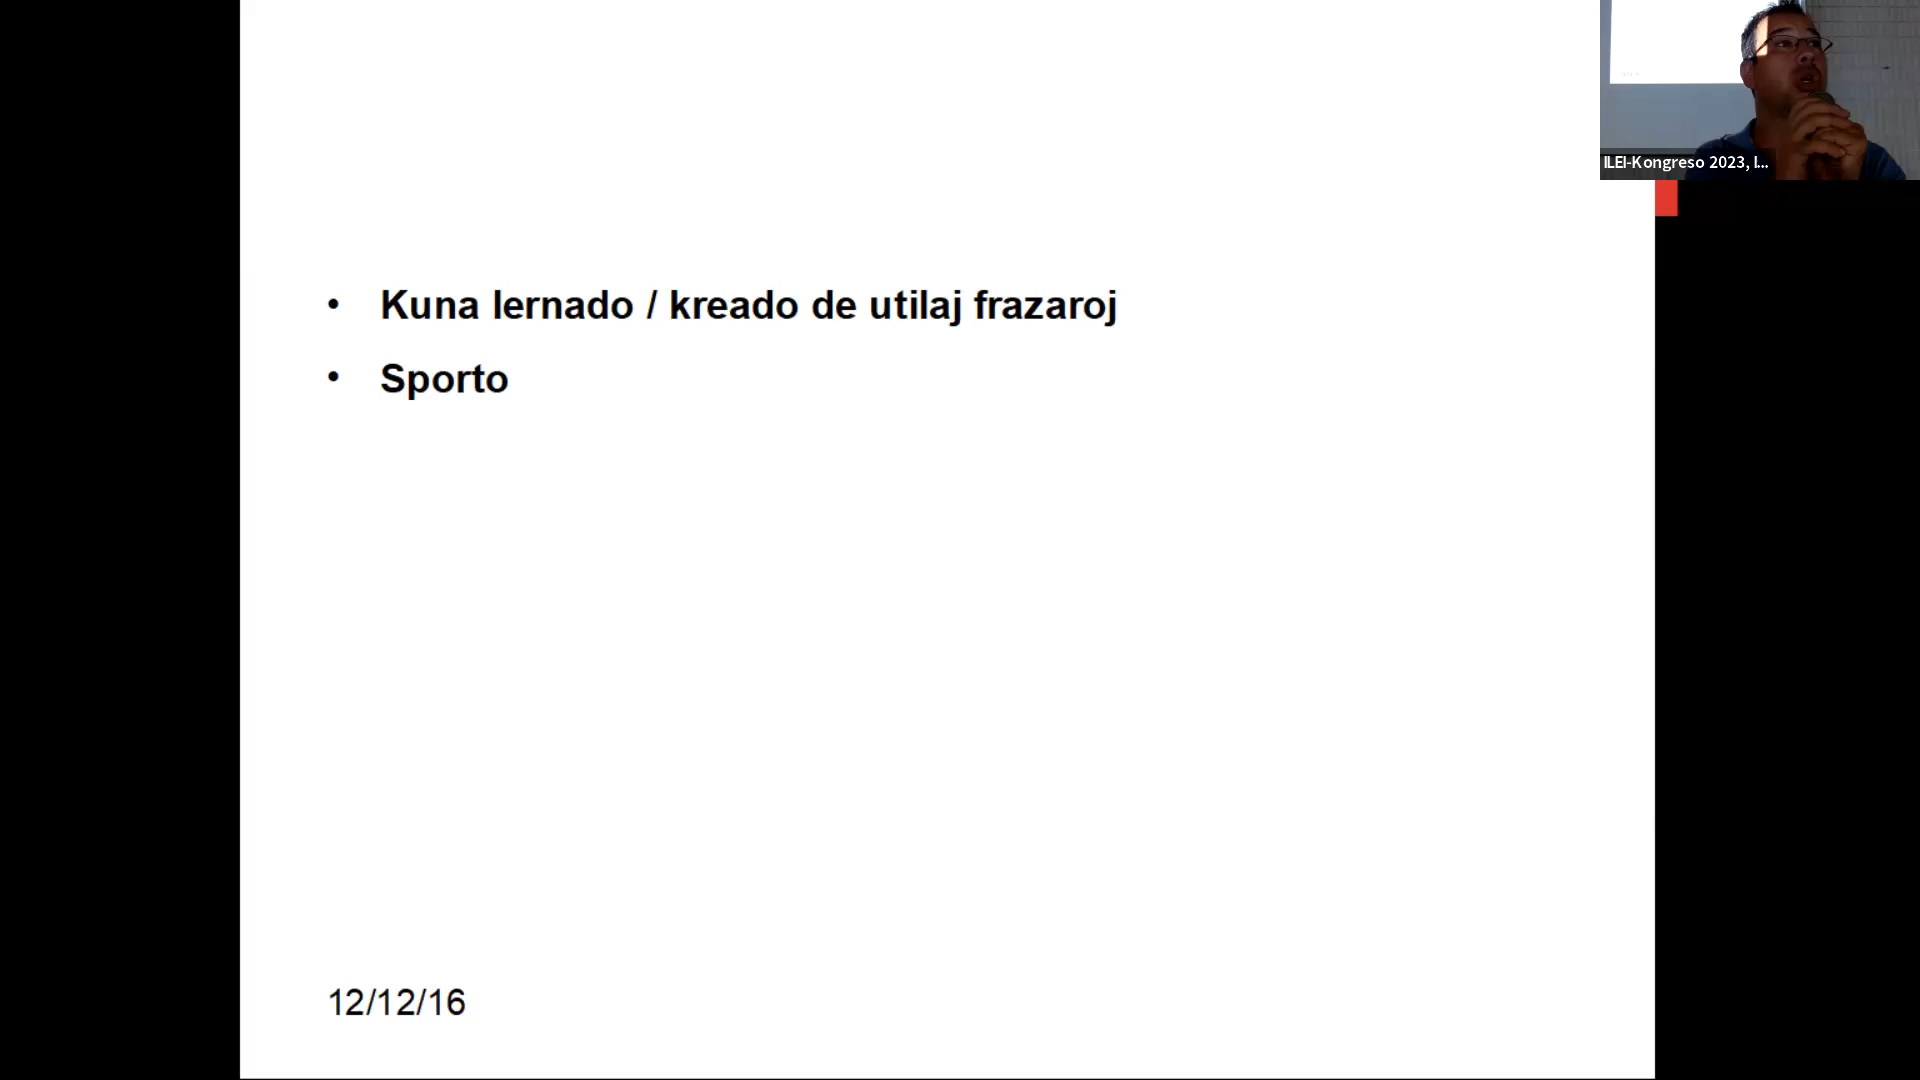 ILEI-Kongreso 2023, I...
• Kuna lernado / kreado de utilaj frazaroj
• Sporto
12/12/16